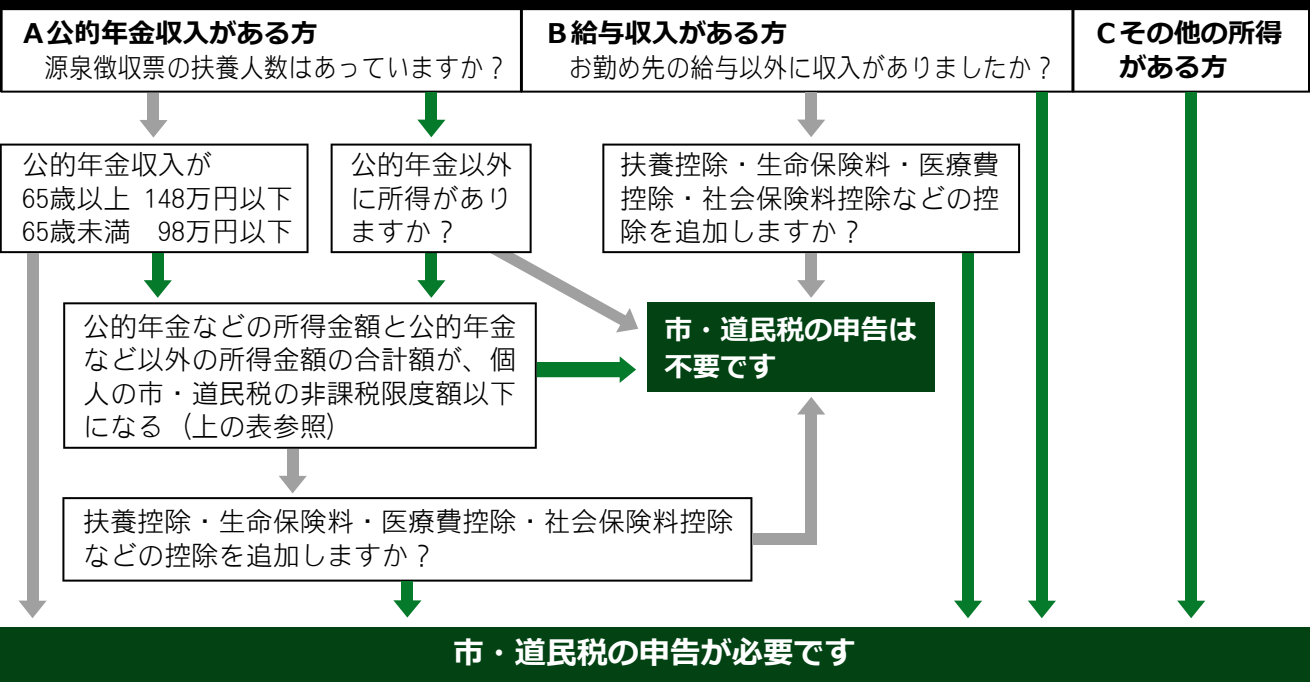 A公的年金収入がある方
源泉徴収票の扶養人数はあっていますか？
B給与収入がある方
お勤め先の給与以外に収入がありましたか？
Cその他の所得
がある方
公的年金収入が
65歳以上 148万円以下
65歳未満 98万円以下
公的年金以外
に所得があり
ますか？
扶養控除・生命保険料・医療費
控除・社会保険料控除などの控
除を追加しますか？
公的年金などの所得金額と公的年金
など以外の所得金額の合計額が、個
人の市・道民税の非課税限度額以下
になる（上の表参照）
市・道民税の申告は
不要です
扶養控除・生命保険料・医療費控除・社会保険料控除
などの控除を追加しますか？
市・道民税の申告が必要です